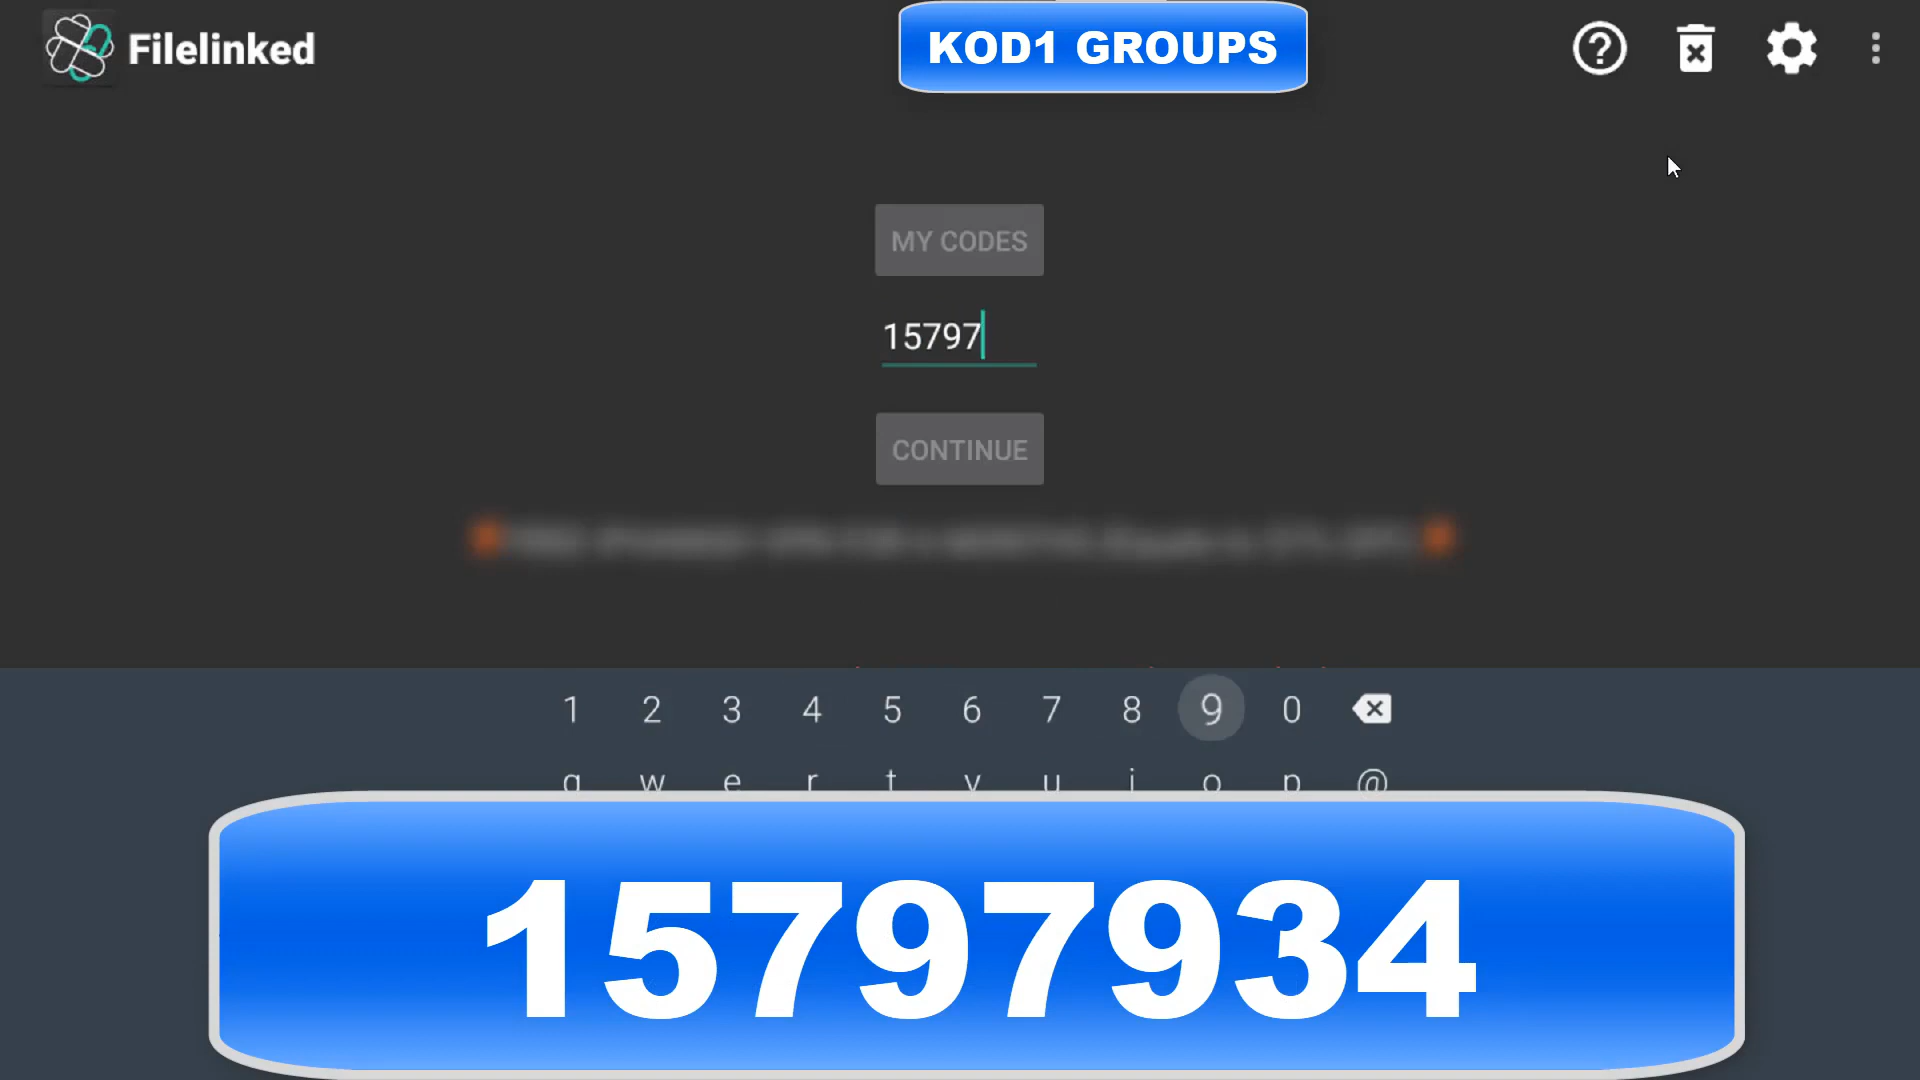 Filelinked
KOD1 GROUPS
MY CODES
15797
CONTINUE
1 2 3 4 5 6 7 8 9 0
q w e r t y u i o p @
15797934